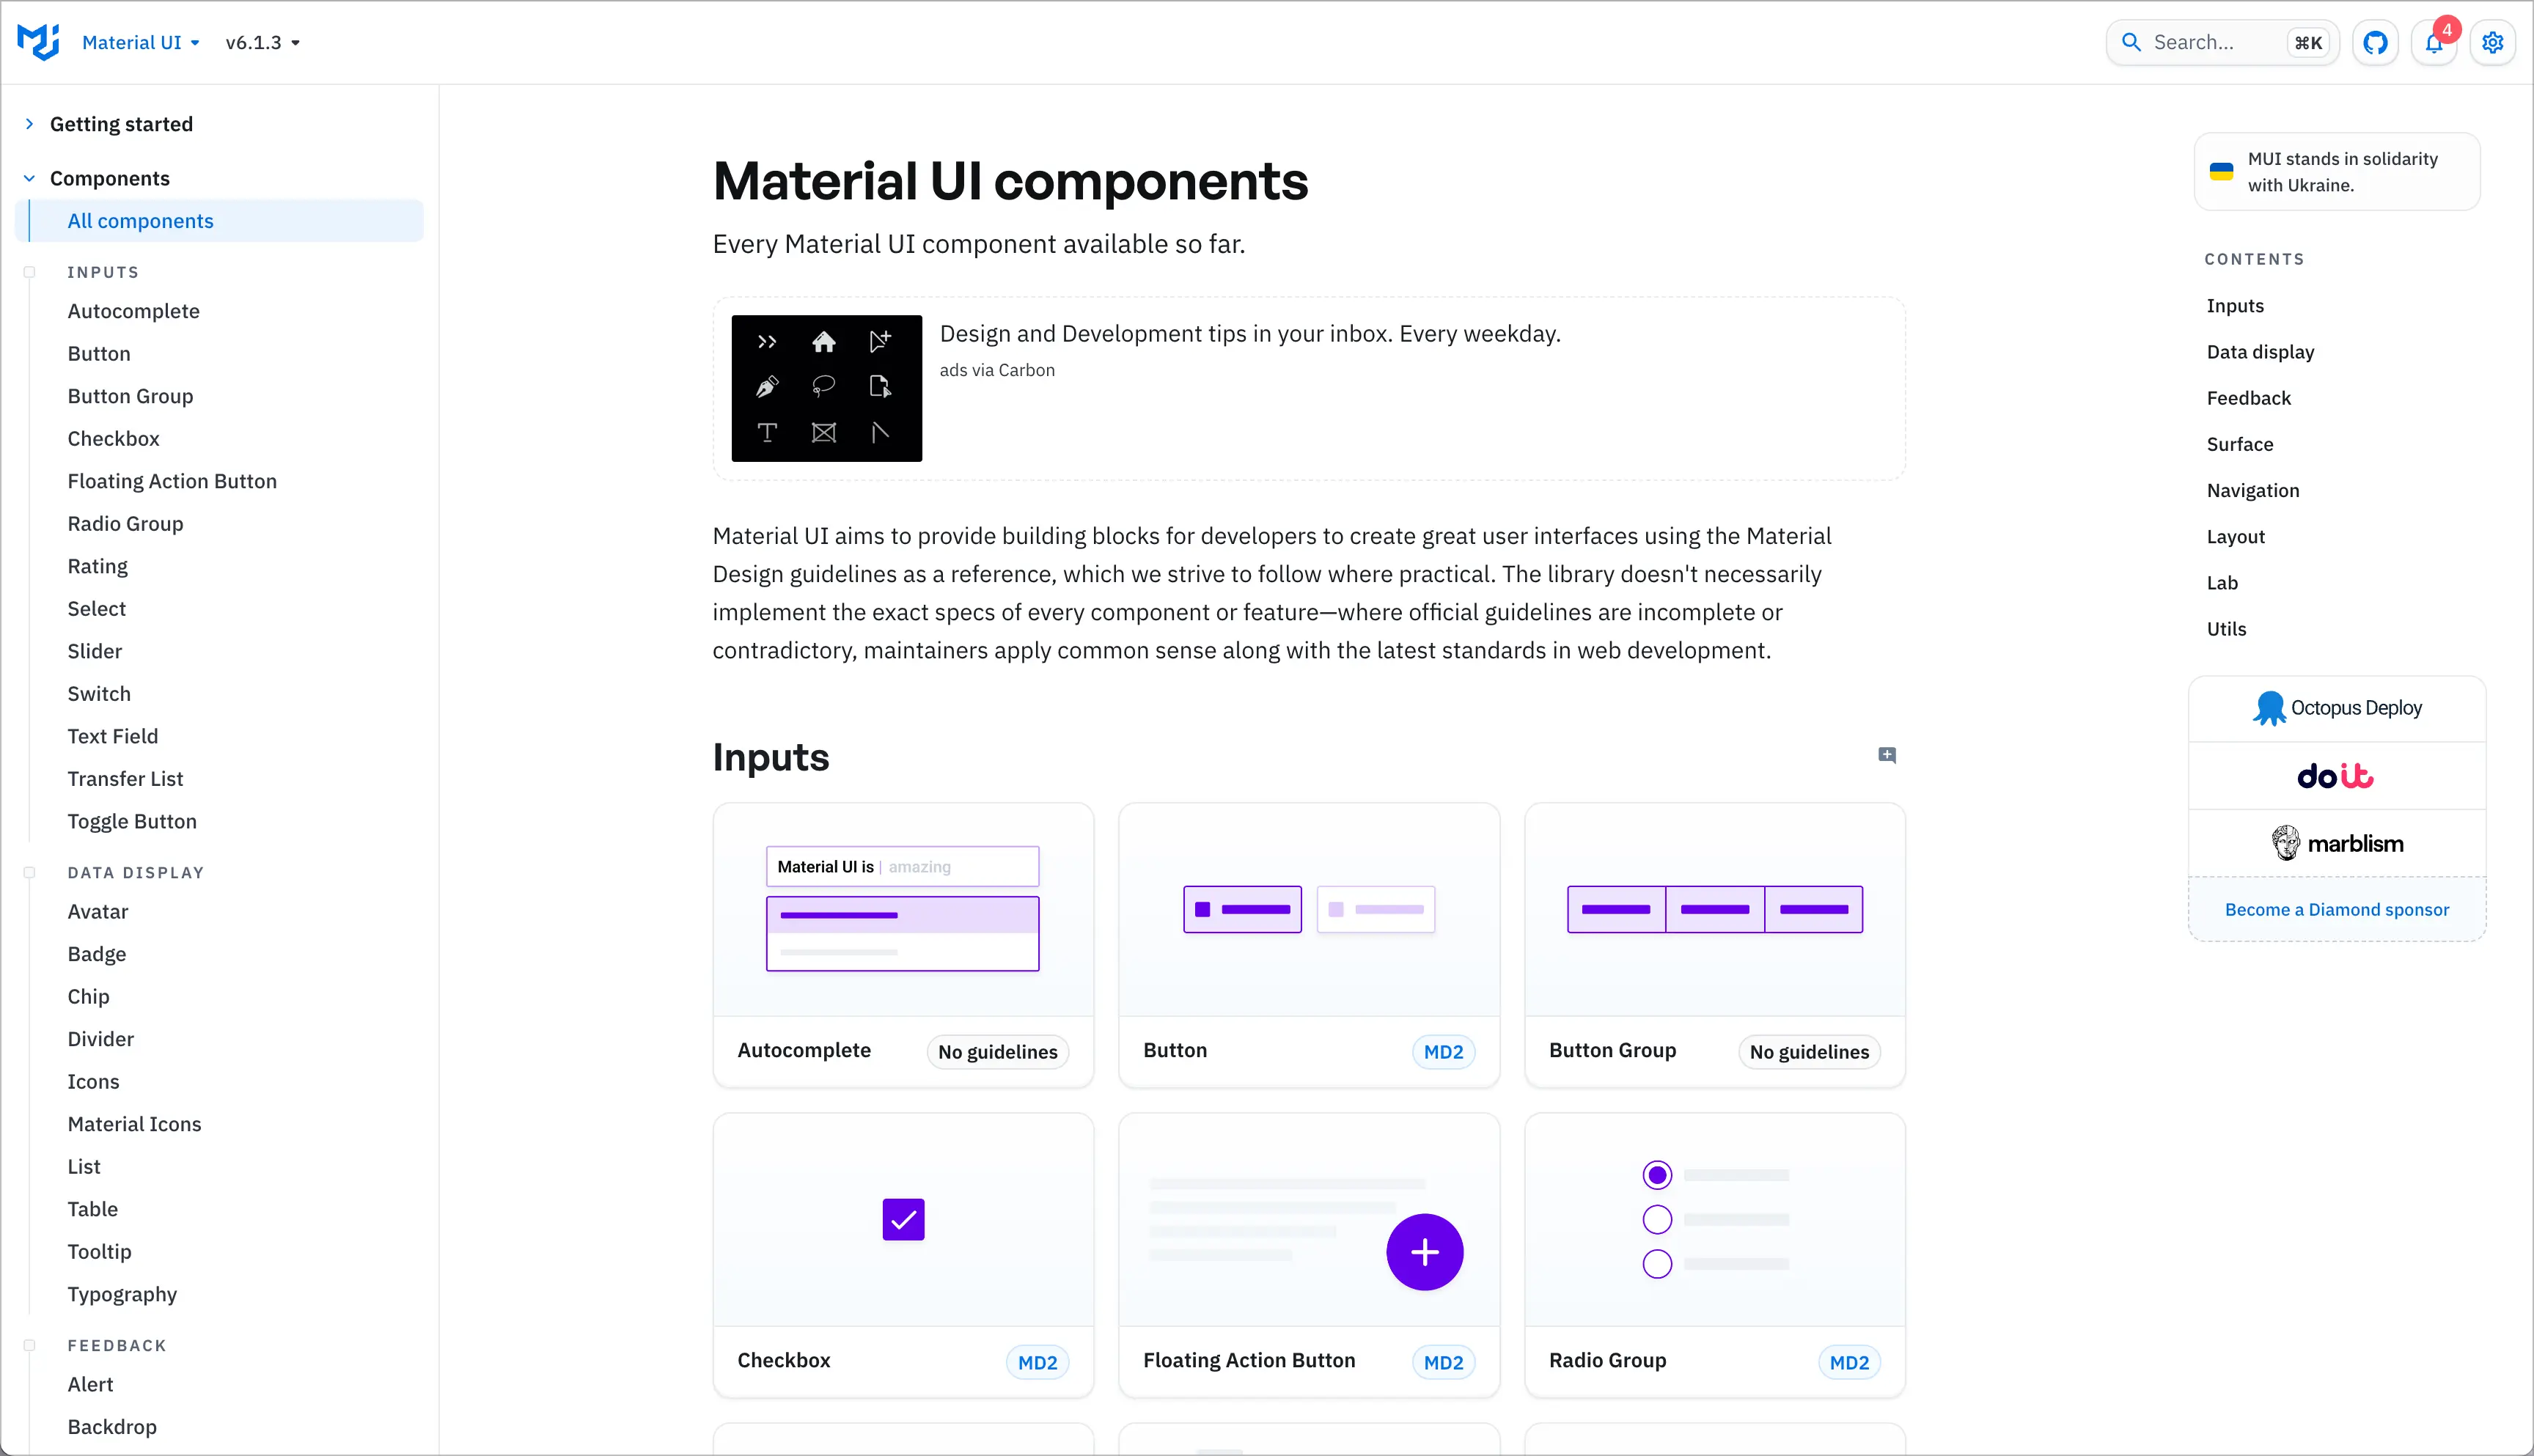 Material UI
v6.1.3
Search...
⌘K
4
Getting started
Components
All components
INPUTS
Autocomplete
Button
Button Group
Checkbox
Floating Action Button
Radio Group
Rating
Select
Slider
Switch
Text Field
Transfer List
Toggle Button
DATA DISPLAY
Avatar
Badge
Chip
Divider
Icons
Material Icons
List
Table
Tooltip
Typography
FEEDBACK
Alert
Backdrop
Material UI components
Every Material UI component available so far.
Design and Development tips in your inbox. Every weekday.
ads via Carbon
Material UI aims to provide building blocks for developers to create great user interfaces using the Material
Design guidelines as a reference, which we strive to follow where practical. The library doesn't necessarily
implement the exact specs of every component or feature—where official guidelines are incomplete or
contradictory, maintainers apply common sense along with the latest standards in web development.
Inputs
Material UI is | amazing
Autocomplete
No guidelines
Button
MD2
Button Group
No guidelines
Checkbox
MD2
Floating Action Button
MD2
Radio Group
MD2
MUI stands in solidarity
with Ukraine.
CONTENTS
Inputs
Data display
Feedback
Surface
Navigation
Layout
Lab
Utils
Octopus Deploy
doit
marblism
Become a Diamond sponsor